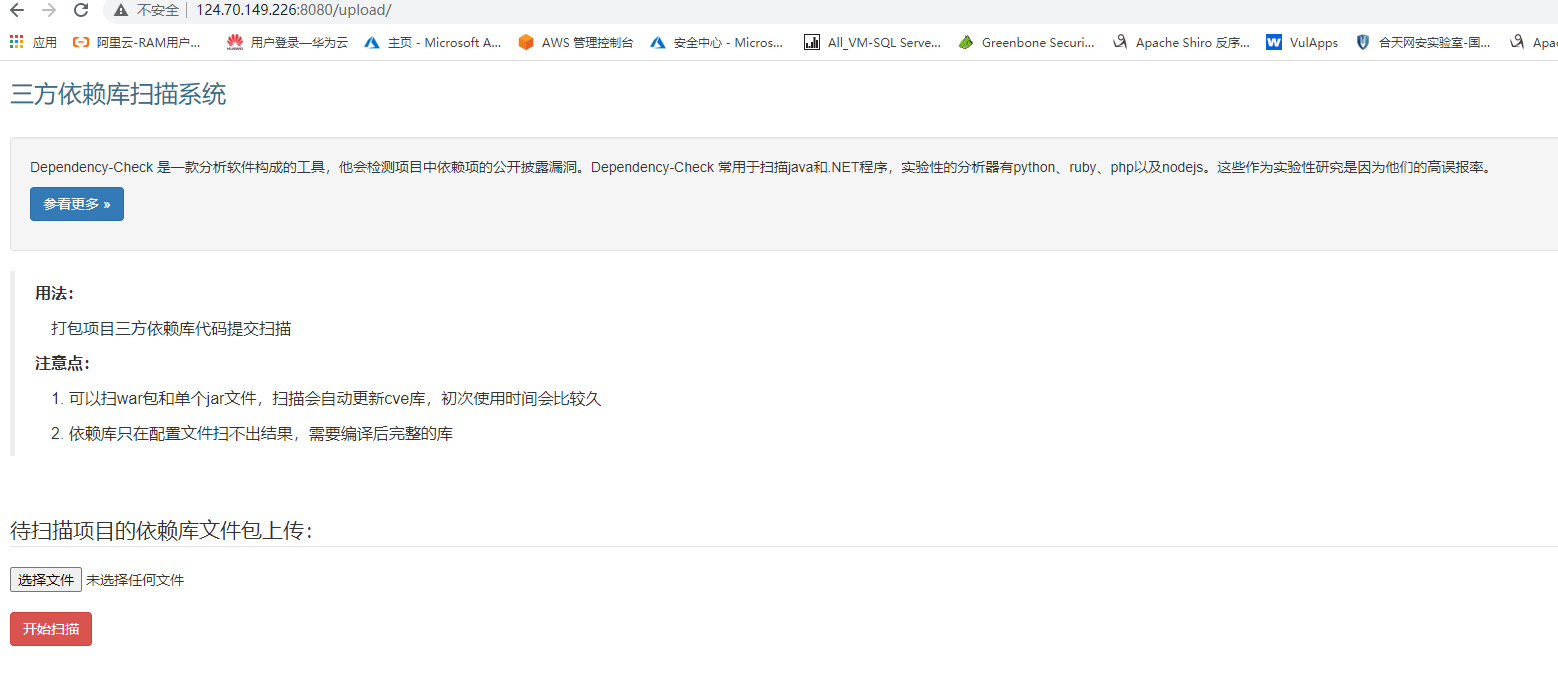 不安全 124.70.149.226:8080/upload/
应用 阿里云-RAM用户... 用户登录—华为云 主页 - Microsoft A... AWS 管理控制台 安全中心 - Micros... All_VM-SQL Serve... Greenbone Securi... Apache Shiro 反序... VulApps 合天网安实验室-国... Apac
三方依赖库扫描系统
Dependency-Check 是一款分析软件构成的工具，他会检测项目中依赖项的公开披露漏洞。Dependency-Check 常用于扫描java和.NET程序，实验性的分析器有python、ruby、php以及nodejs。这些作为实验性研究是因为他们的高误报率。
参看更多 »
用法：
打包项目三方依赖库代码提交扫描
注意点：
1. 可以扫war包和单个jar文件，扫描会自动更新cve库，初次使用时间会比较久
2. 依赖库只在配置文件扫不出结果，需要编译后完整的库
待扫描项目的依赖库文件包上传：
选择文件 未选择任何文件
开始扫描